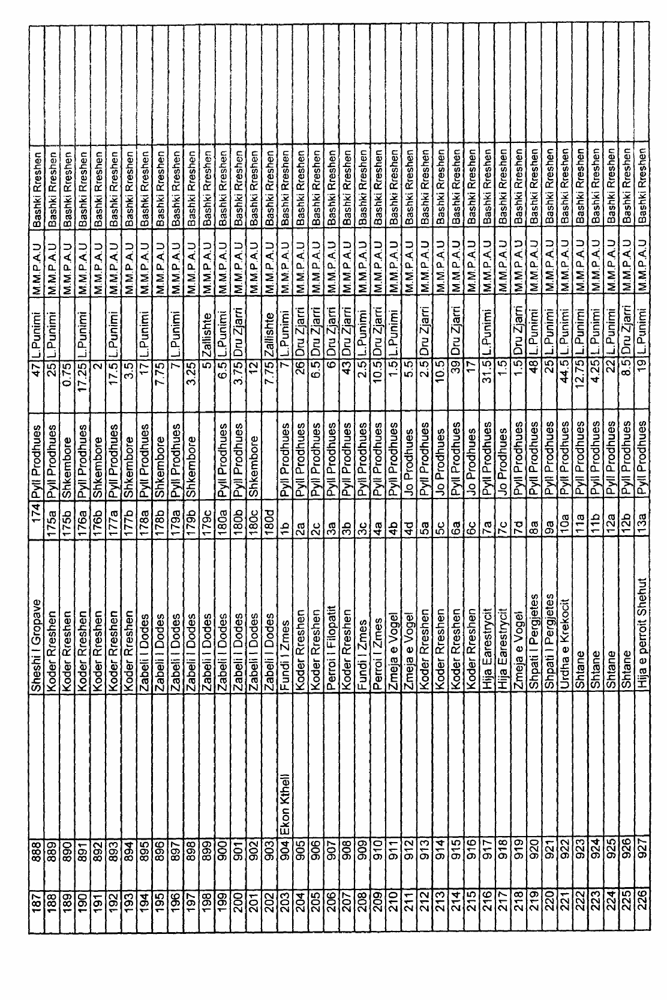 187 888 Sheshi I Gropave 174 Pyll Prodhues 47 L.Punimi M.M.P.A.U Bashki Rreshen
188 889 Koder Rreshen 175a Pyll Prodhues 25 L.Punimi M.M.P.A.U Bashki Rreshen
189 890 Koder Rreshen 175b Shkembore 0.75 M.M.P.A.U Bashki Rreshen
190 891 Koder Rreshen 176a Pyll Prodhues 17.25 L.Punimi M.M.P.A.U Bashki Rreshen
191 892 Koder Rreshen 176b Shkembore 2 M.M.P.A.U Bashki Rreshen
192 893 Koder Rreshen 177a Pyll Prodhues 17.5 L.Punimi M.M.P.A.U Bashki Rreshen
193 894 Koder Rreshen 177b Shkembore 3.5 M.M.P.A.U Bashki Rreshen
194 895 Zabeli I Dodes 178a Pyll Prodhues 17 L.Punimi M.M.P.A.U Bashki Rreshen
195 896 Zabeli I Dodes 178b Shkembore 7.75 M.M.P.A.U Bashki Rreshen
196 897 Zabeli I Dodes 179a Pyll Prodhues 7 L.Punimi M.M.P.A.U Bashki Rreshen
197 898 Zabeli I Dodes 179b Shkembore 3.25 M.M.P.A.U Bashki Rreshen
198 899 Zabeli I Dodes 179c 5 Zallishte M.M.P.A.U Bashki Rreshen
199 900 Zabeli I Dodes 180a Pyll Prodhues 6.5 L.Punimi M.M.P.A.U Bashki Rreshen
200 901 Zabeli I Dodes 180b Pyll Prodhues 3.75 Dru Zjarri M.M.P.A.U Bashki Rreshen
201 902 Zabeli I Dodes 180c Shkembore 12 M.M.P.A.U Bashki Rreshen
202 903 Zabeli I Dodes 180d 7.75 Zallishte M.M.P.A.U Bashki Rreshen
203 904 Ekon Kthell Fundi I Zmes 1b Pyll Prodhues 7 L.Punimi M.M.P.A.U Bashki Rreshen
204 905 Koder Rreshen 2a Pyll Prodhues 26 Dru Zjarri M.M.P.A.U Bashki Rreshen
205 906 Koder Rreshen 2c Pyll Prodhues 6.5 Dru Zjarri M.M.P.A.U Bashki Rreshen
206 907 Perroi I Filopatit 3a Pyll Prodhues 6 Dru Zjarri M.M.P.A.U Bashki Rreshen
207 908 Koder Rreshen 3b Pyll Prodhues 43 Dru Zjarri M.M.P.A.U Bashki Rreshen
208 909 Fundi I Zmes 3c Pyll Prodhues 2.5 L.Punimi M.M.P.A.U Bashki Rreshen
209 910 Perroi I Zmes 4a Pyll Prodhues 10.5 Dru Zjarri M.M.P.A.U Bashki Rreshen
210 911 Zmeja e Vogel 4b Pyll Prodhues 1.5 L.Punimi M.M.P.A.U Bashki Rreshen
211 912 Zmeja e Vogel 4d Jo Prodhues 5.5 M.M.P.A.U Bashki Rreshen
212 913 Koder Rreshen 5a Pyll Prodhues 2.5 Dru Zjarri M.M.P.A.U Bashki Rreshen
213 914 Koder Rreshen 5c Jo Prodhues 10.5 M.M.P.A.U Bashki Rreshen
214 915 Koder Rreshen 6a Pyll Prodhues 39 Dru Zjarri M.M.P.A.U Bashki Rreshen
215 916 Koder Rreshen 6c Jo Prodhues 17 M.M.P.A.U Bashki Rreshen
216 917 Hija Earestrycit 7a Pyll Prodhues 31.5 L.Punimi M.M.P.A.U Bashki Rreshen
217 918 Hija Earestrycit 7c Jo Prodhues 1.5 M.M.P.A.U Bashki Rreshen
218 919 Zmeja e Vogel 7d Pyll Prodhues 1.5 Dru Zjarri M.M.P.A.U Bashki Rreshen
219 920 Shpati I Pergjetes 8a Pyll Prodhues 48 L.Punimi M.M.P.A.U Bashki Rreshen
220 921 Shpati I Pergjetes 9a Pyll Prodhues 25 L.Punimi M.M.P.A.U Bashki Rreshen
221 922 Urdha e Krekocit 10a Pyll Prodhues 44.5 L.Punimi M.M.P.A.U Bashki Rreshen
222 923 Shtane 11a Pyll Prodhues 12.75 L.Punimi M.M.P.A.U Bashki Rreshen
223 924 Shtane 11b Pyll Prodhues 4.25 L.Punimi M.M.P.A.U Bashki Rreshen
224 925 Shtane 12a Pyll Prodhues 22 L.Punimi M.M.P.A.U Bashki Rreshen
225 926 Shtane 12b Pyll Prodhues 8.5 Dru Zjarri M.M.P.A.U Bashki Rreshen
226 927 Hija e perroit Shehut 13a Pyll Prodhues 19 L.Punimi M.M.P.A.U Bashki Rreshen